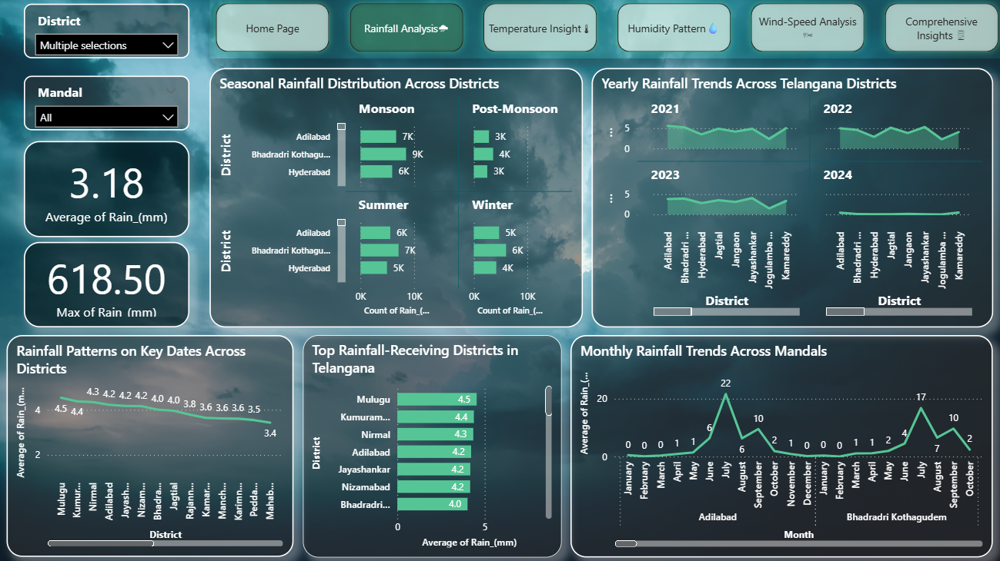 District
Multiple selections
Home Page
Rainfall Analysis🌧
Temperature Insight🌡
Humidity Pattern 💧
Wind-Speed Analysis
🌬
Comprehensive
Insights 🧾
Mandal
All
3.18
Average of Rain_(mm)
618.50
Max of Rain_(mm)
Seasonal Rainfall Distribution Across Districts
Monsoon
Post-Monsoon
District
Adilabad
7K
3K
Bhadradri Kothagu...
9K
4K
Hyderabad
6K
3K
Summer
Winter
District
Adilabad
6K
5K
Bhadradri Kothagu...
7K
6K
Hyderabad
5K
4K
0K
10K
0K
10K
Count of Rain_(...
Count of Rain_(...
Yearly Rainfall Trends Across Telangana Districts
2021
2022
5
0
5
0
2023
2024
5
0
5
0
Adilabad
Bhadradri ...
Hyderabad
Jagtial
Jangaon
Jayashankar
Jogulamba ...
Kamareddy
Adilabad
Bhadradri ...
Hyderabad
Jagtial
Jangaon
Jayashankar
Jogulamba ...
Kamareddy
District
District
Rainfall Patterns on Key Dates Across
Districts
Average of Rain_(m...
4
2
4.5
4.4
4.3
4.2
4.2
4.2
4.0
4.0
3.8
3.6
3.6
3.6
3.5
3.4
Mulugu
Kumur...
Nirmal
Adilabad
Jayash...
Nizam...
Bhadra...
Jagtial
Rajann...
Kamar...
Manch...
Karimn...
Pedda...
Mahab...
District
Top Rainfall-Receiving Districts in
Telangana
District
Mulugu
4.5
Kumuram...
4.4
Nirmal
4.3
Adilabad
4.2
Jayashankar
4.2
Nizamabad
4.2
Bhadradri...
4.0
0
5
Average of Rain_(mm)
Monthly Rainfall Trends Across Mandals
Average of Rain_(...
20
0
0
0
0
1
1
6
22
6
10
2
1
0
0
0
1
1
2
4
17
7
10
2
January
February
March
April
May
June
July
August
September
October
November
December
January
February
March
April
May
June
July
August
September
October
Adilabad
Bhadradri Kothagudem
Month